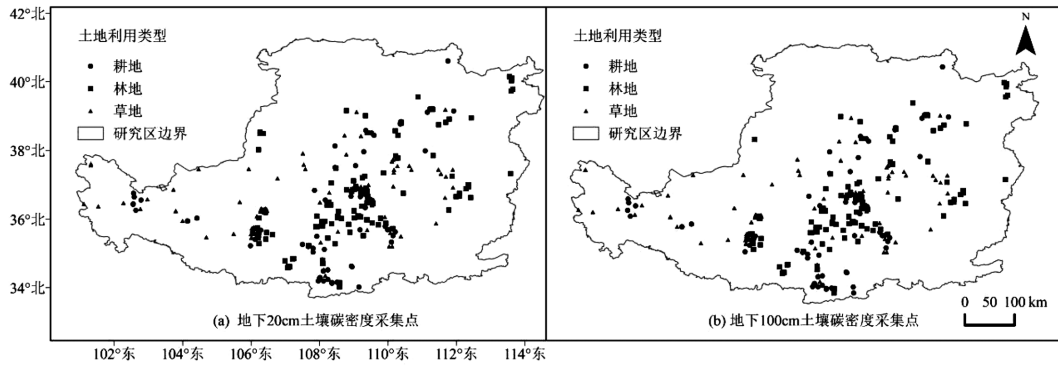 42°北
40°北
38°北
36°北
34°北
土地利用类型
耕地
林地
草地
研究区边界
(a) 地下20cm土壤碳密度采集点
102°东 104°东 106°东 108°东 110°东 112°东 114°东
土地利用类型
耕地
林地
草地
研究区边界
N
0 50 100 km
(b) 地下100cm土壤碳密度采集点